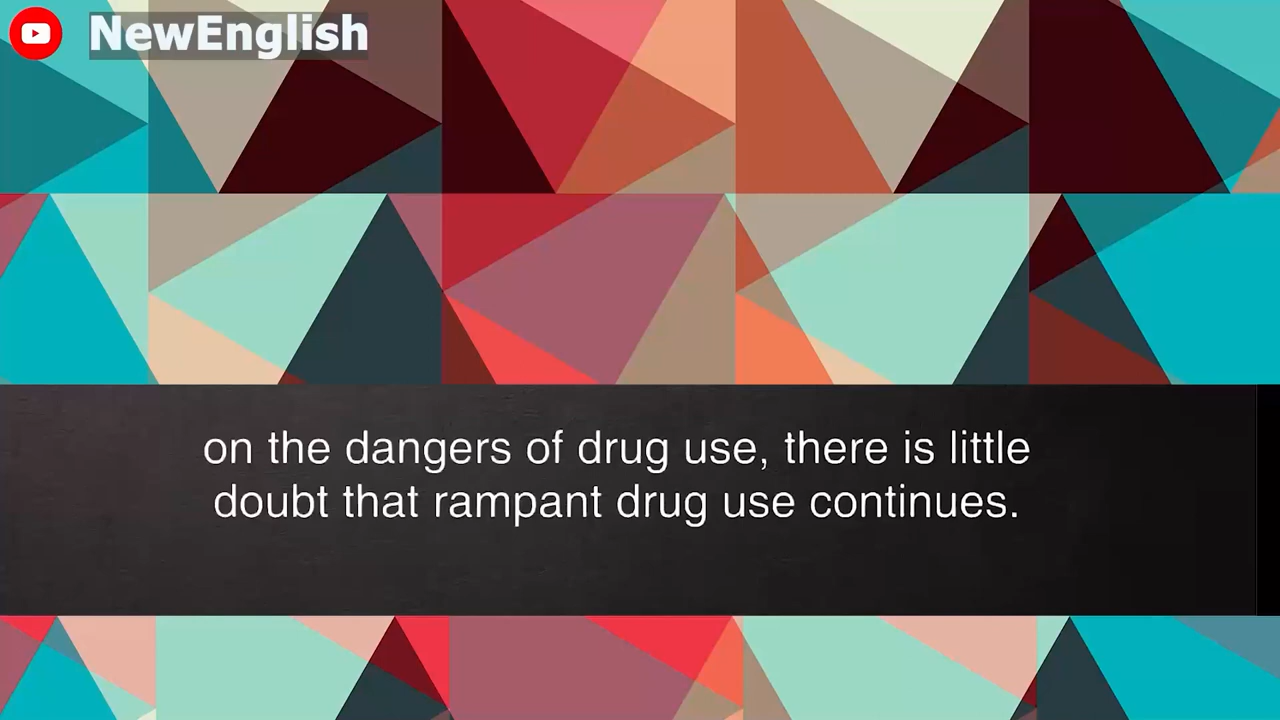 NewEnglish
on the dangers of drug use, there is little
doubt that rampant drug use continues.